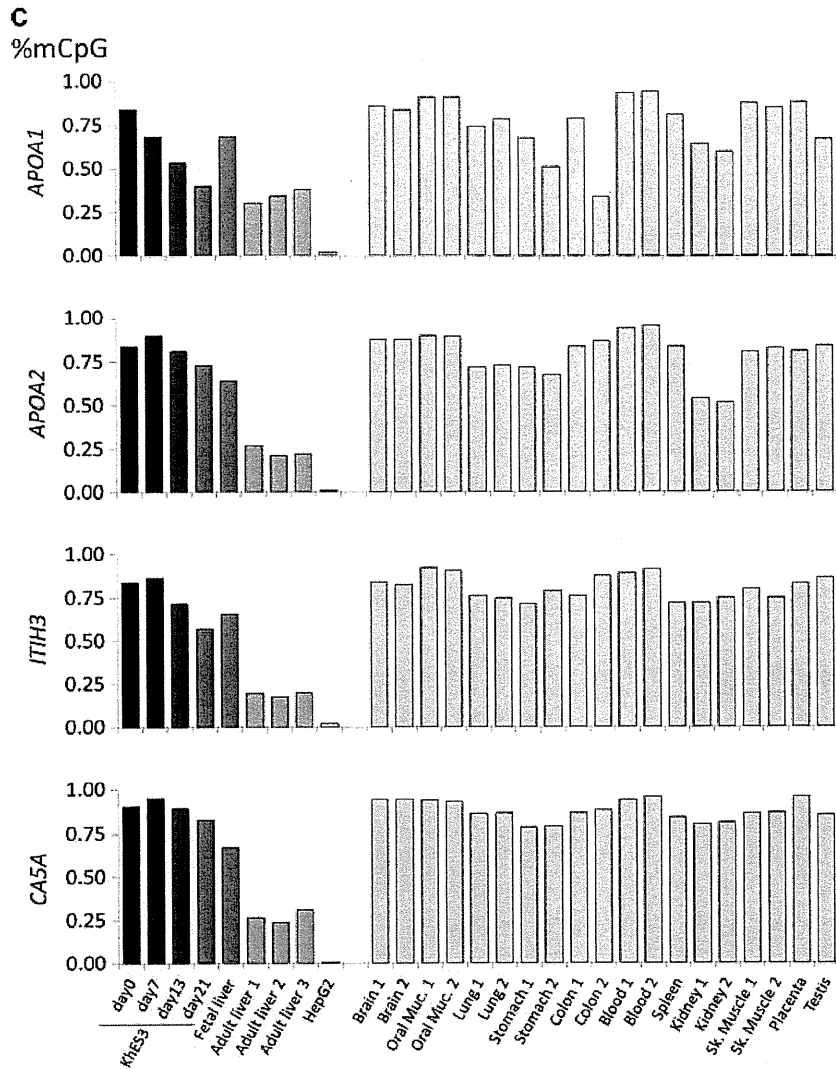 C
%mCpG
APOA1
1.00
0.75
0.50
0.25
0.00
APOA2
1.00
0.75
0.50
0.25
0.00
ITIH3
1.00
0.75
0.50
0.25
0.00
CA5A
1.00
0.75
0.50
0.25
0.00
day0
day7
day13
day21
Fetal liver
Adult liver 1
Adult liver 2
Adult liver 3
HepG2
Brain 1
Brain 2
Oral Muc. 1
Oral Muc. 2
Lung 1
Lung 2
Stomach 1
Stomach 2
Colon 1
Colon 2
Blood 1
Blood 2
Spleen
Kidney 1
Kidney 2
Sk. Muscle 1
Sk. Muscle 2
Placenta
Testis
KhES3